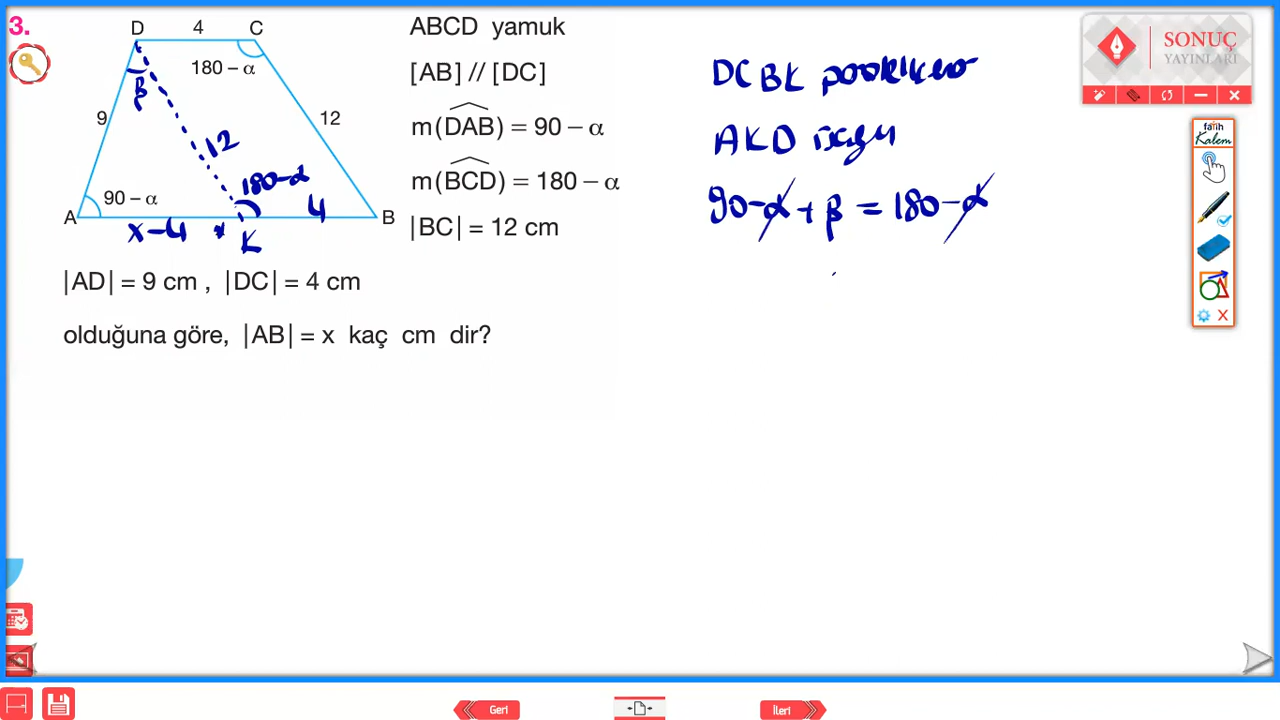 3.
D 4 C
180 – α
β
9
12
12
180-α
90 – α
A
x-4
K
4
B
ABCD yamuk
[AB] // [DC]
m(DAB) = 90 – α
m(BCD) = 180 – α
|BC| = 12 cm
|AD| = 9 cm , |DC| = 4 cm
olduğuna göre, |AB| = x kaç cm dir?
DCBK
AKD üçgeni
90-α + β = 180-α
SONUÇ
YAYINLARI
fatih
Kalem
Geri
İleri